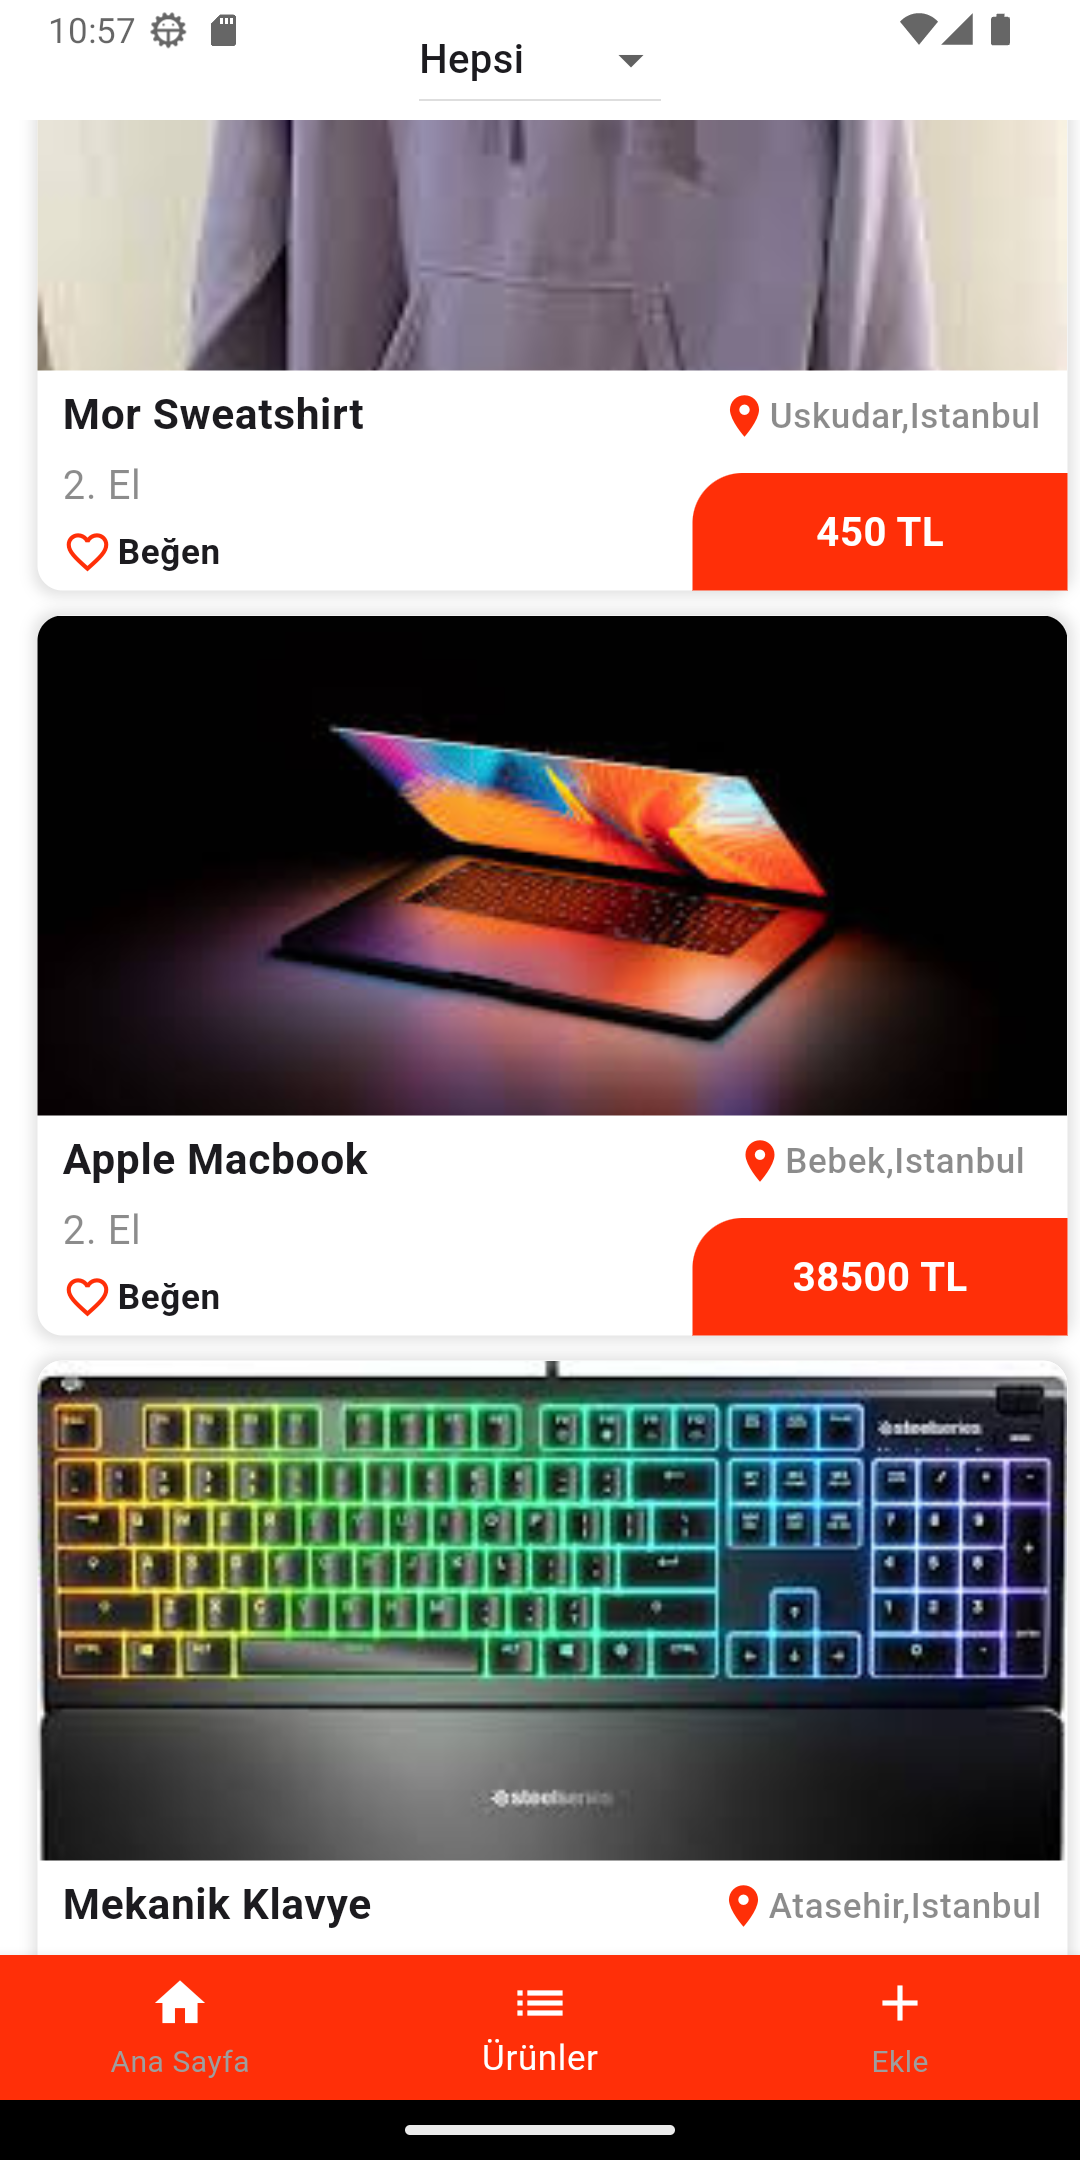 10:57
Hepsi
Mor Sweatshirt
Uskudar,Istanbul
2. El
450 TL
Beğen
Apple Macbook
Bebek,Istanbul
2. El
38500 TL
Beğen
steelseries
steelseries
Mekanik Klavye
Atasehir,Istanbul
Ana Sayfa
Ürünler
Ekle